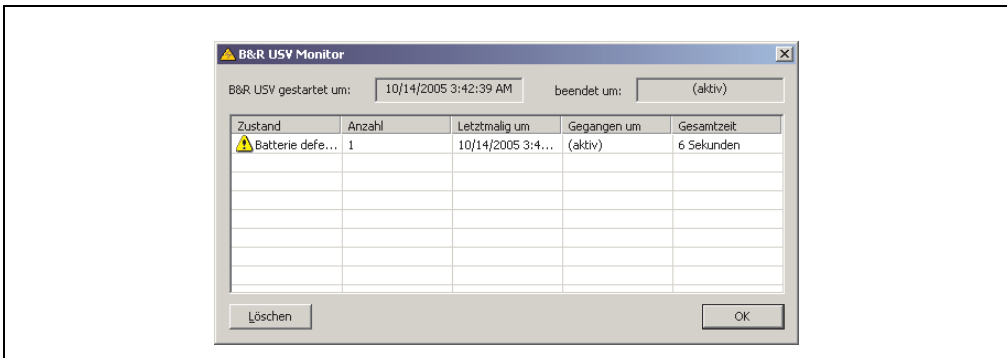 B&R USV Monitor
B&R USV gestartet um: 10/14/2005 3:42:39 AM beendet um: (aktiv)
Zustand Anzahl Letztmalig um Gegangen um Gesamtzeit
Batterie defe... 1 10/14/2005 3:4... (aktiv) 6 Sekunden
Löschen OK